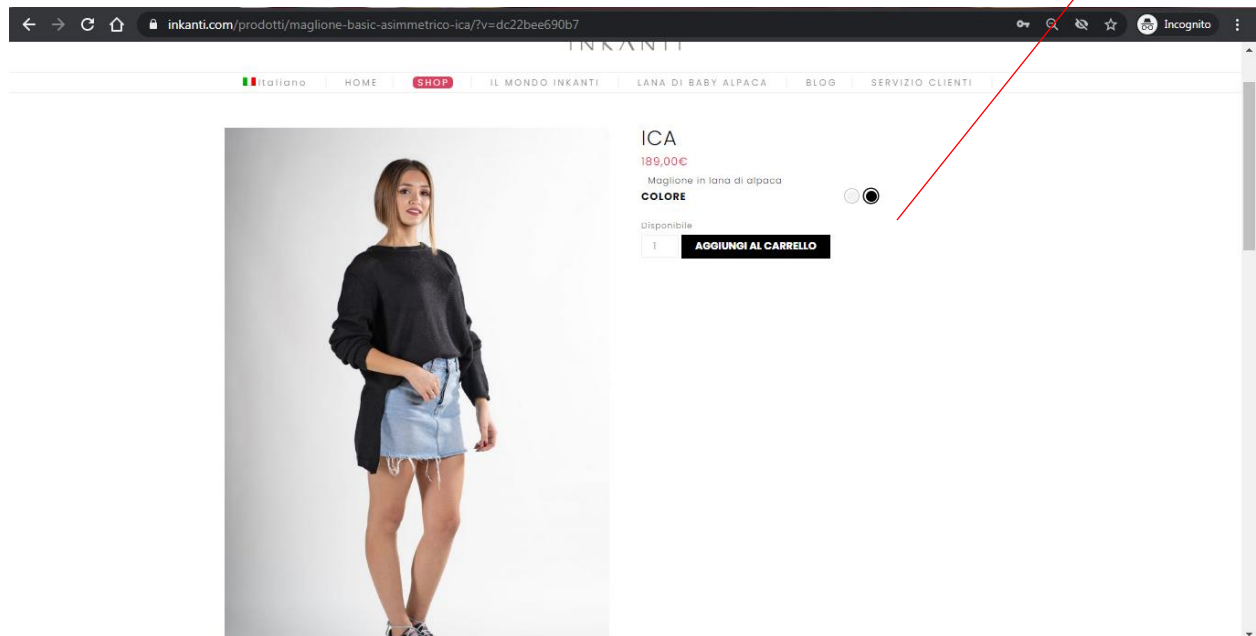 inkanti.com/prodotti/maglione-basic-asimmetrico-ica/?v=dc22bee690b7
Incognito
INKANTI
Italiano HOME SHOP IL MONDO INKANTI LANA DI BABY ALPACA BLOG SERVIZIO CLIENTI
ICA
189,00€
Maglione in lana di alpaca
COLORE
Disponibile
1 AGGIUNGI AL CARRELLO